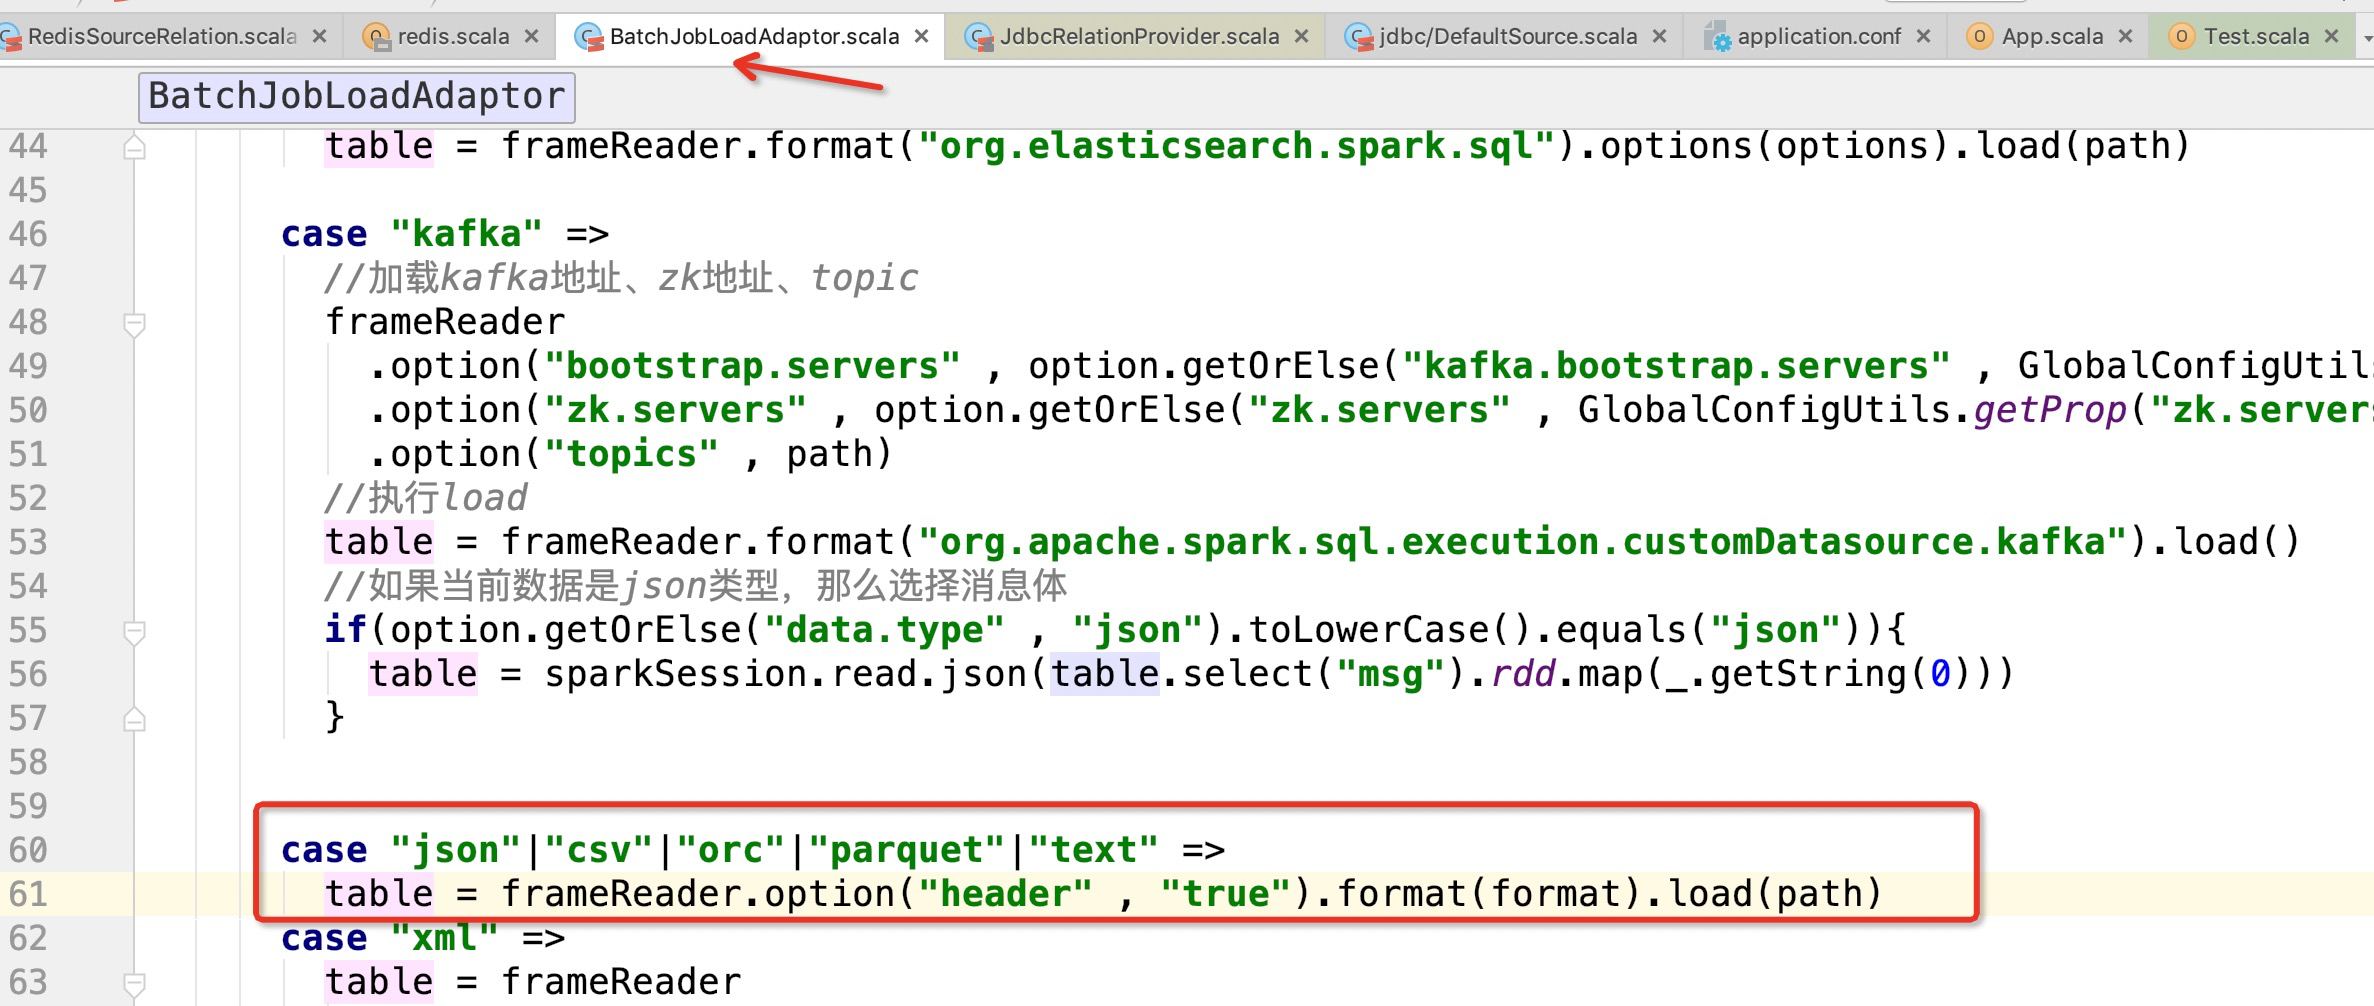 RedisSourceRelation.scala redis.scala BatchJobLoadAdaptor.scala JdbcRelationProvider.scala jdbc/DefaultSource.scala application.conf App.scala Test.scala
BatchJobLoadAdaptor
44 table = frameReader.format("org.elasticsearch.spark.sql").options(options).load(path)
45
46 case "kafka" =>
47 //加载kafka地址、zk地址、topic
48 frameReader
49 .option("bootstrap.servers" , option.getOrElse("kafka.bootstrap.servers" , GlobalConfigUtils
50 .option("zk.servers" , option.getOrElse("zk.servers" , GlobalConfigUtils.getProp("zk.servers
51 .option("topics" , path)
52 //执行load
53 table = frameReader.format("org.apache.spark.sql.execution.customDatasource.kafka").load()
54 //如果当前数据是json类型，那么选择消息体
55 if(option.getOrElse("data.type" , "json").toLowerCase().equals("json")){
56 table = sparkSession.read.json(table.select("msg").rdd.map(_.getString(0)))
57 }
58
59
60 case "json"|"csv"|"orc"|"parquet"|"text" =>
61 table = frameReader.option("header" , "true").format(format).load(path)
62 case "xml" =>
63 table = frameReader